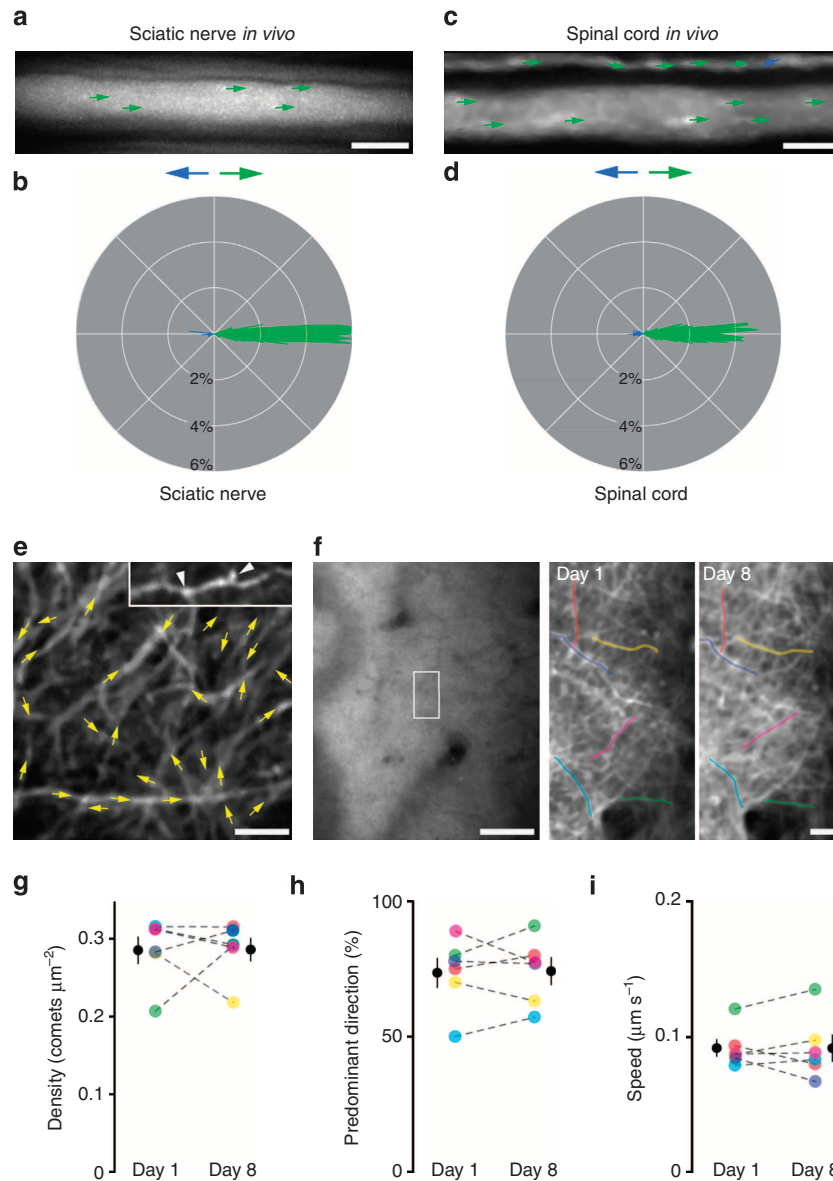 a
Sciatic nerve in vivo
c
Spinal cord in vivo
b
2%
4%
6%
Sciatic nerve
d
2%
4%
6%
Spinal cord
e
f
Day 1
Day 8
g
Density (comets μm⁻²)
0.3
0.2
0.1
0
Day 1 Day 8
h
Predominant direction (%)
100
50
0
Day 1 Day 8
i
Speed (μm s⁻¹)
0.2
0.1
0
Day 1 Day 8